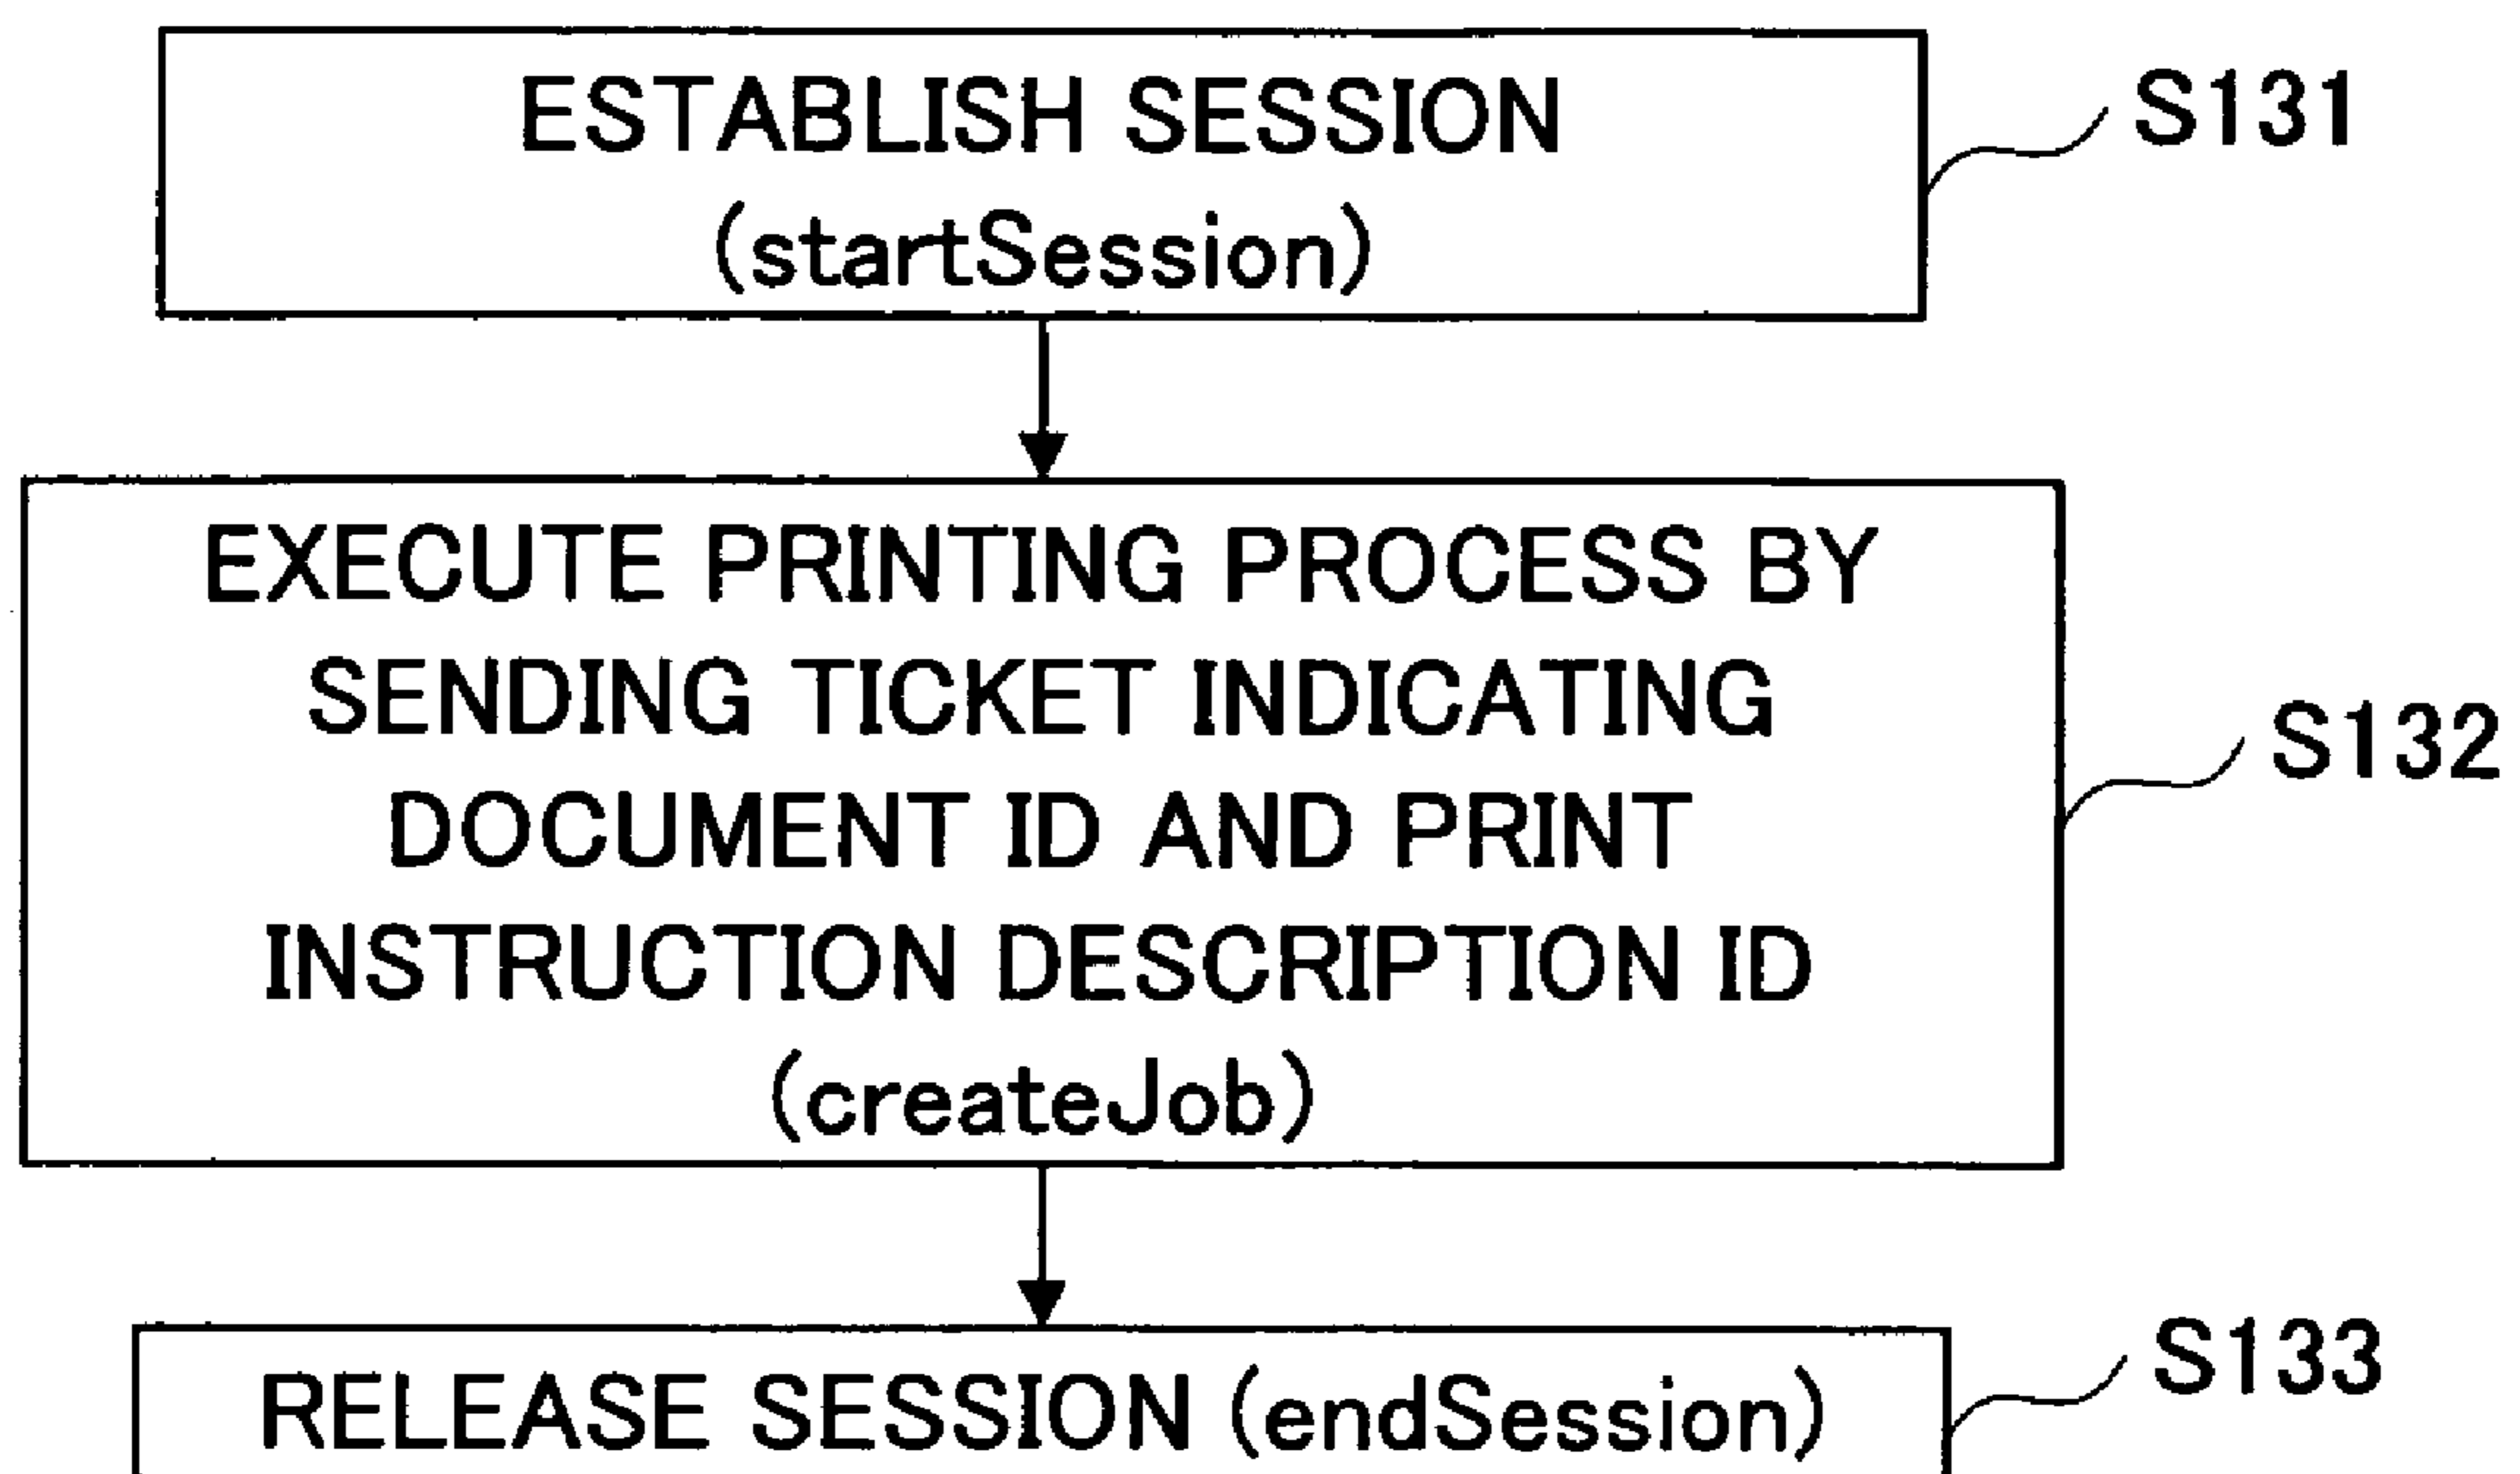 ESTABLISH SESSION
(startSession)
S131
EXECUTE PRINTING PROCESS BY
SENDING TICKET INDICATING
DOCUMENT ID AND PRINT
INSTRUCTION DESCRIPTION ID
(createJob)
S132
RELEASE SESSION (endSession)
S133